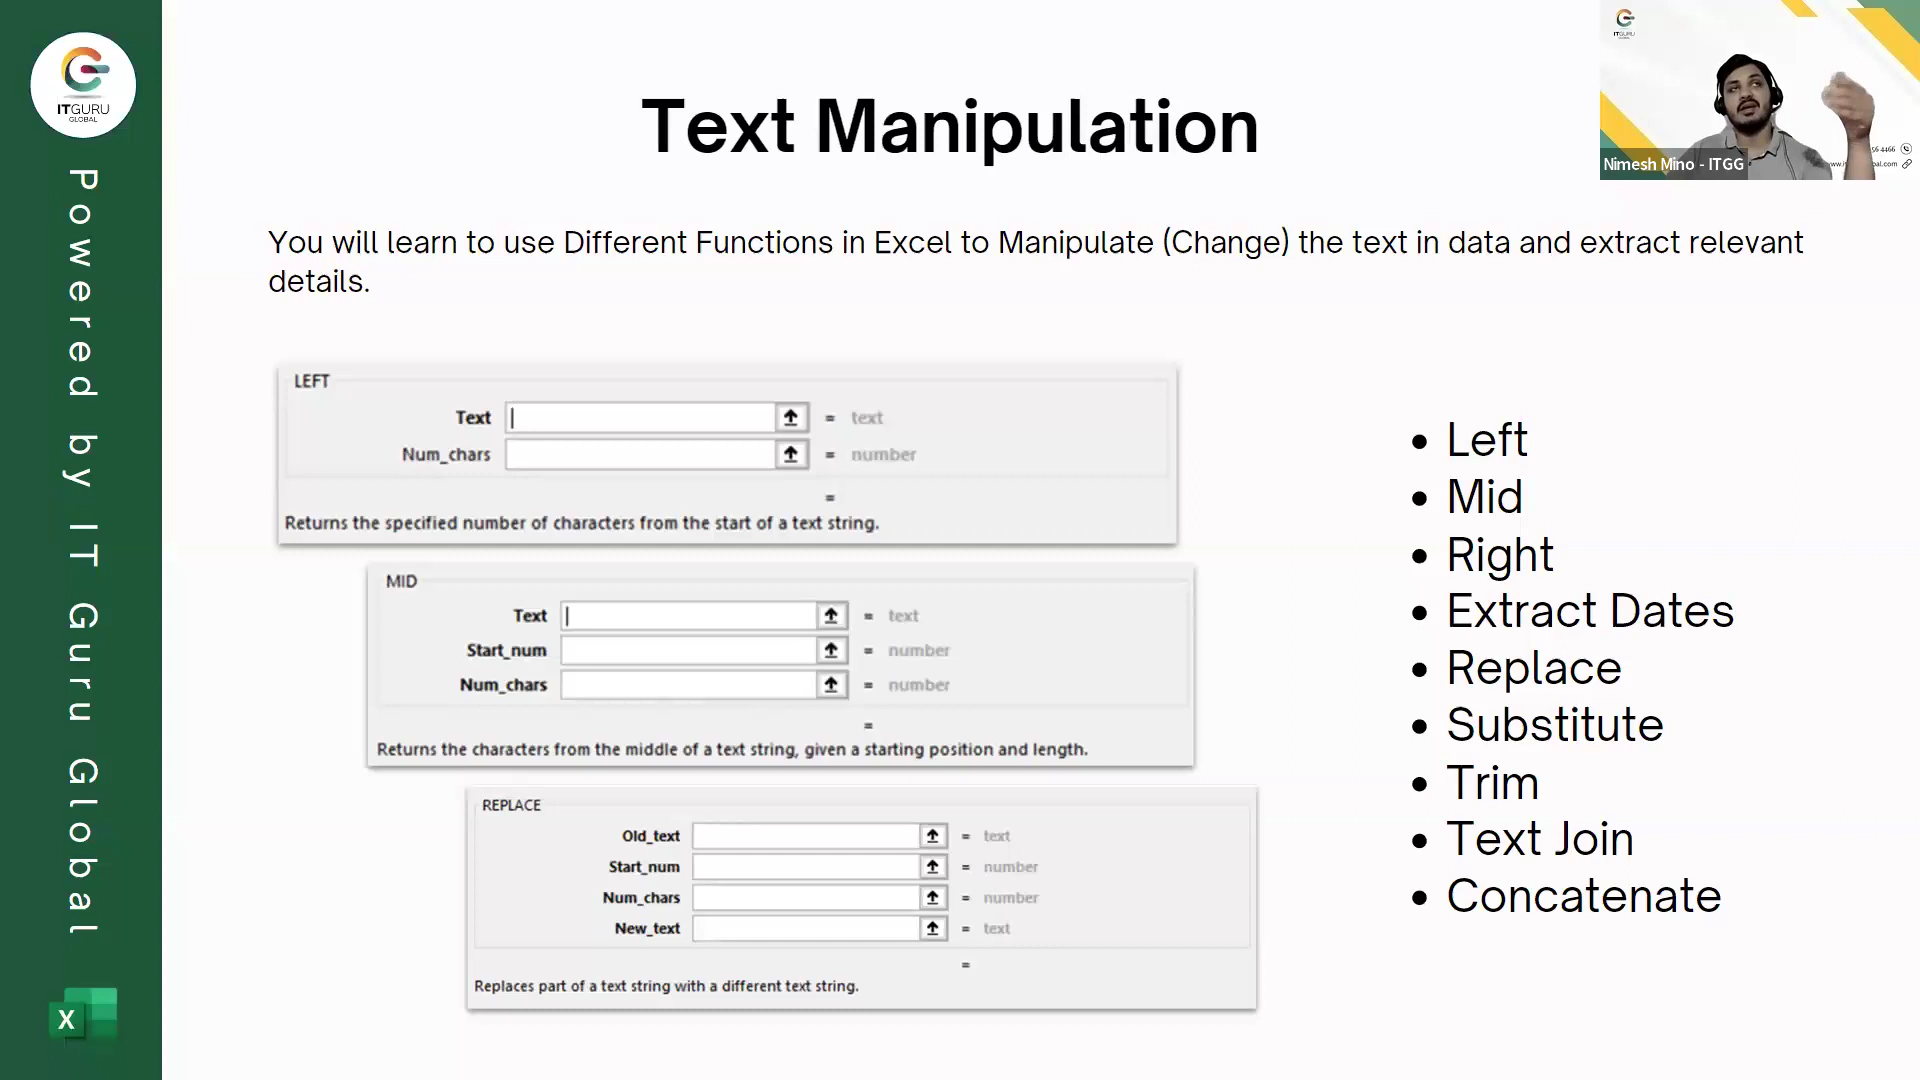 ITGURU
GLOBAL
Powered by IT Guru Global
X
Text Manipulation
You will learn to use Different Functions in Excel to Manipulate (Change) the text in data and extract relevant
details.
LEFT
Text = text
Num_chars = number
=
Returns the specified number of characters from the start of a text string.
MID
Text = text
Start_num = number
Num_chars = number
=
Returns the characters from the middle of a text string, given a starting position and length.
REPLACE
Old_text = text
Start_num = number
Num_chars = number
New_text = text
=
Replaces part of a text string with a different text string.
• Left
• Mid
• Right
• Extract Dates
• Replace
• Substitute
• Trim
• Text Join
• Concatenate
ITGURU
Nimesh Mino - ITGG